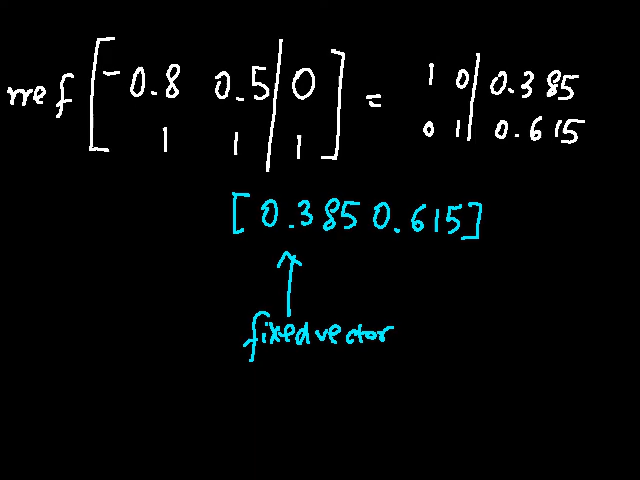 rref [ -0.8 0.5 | 0 ] = 1 0 | 0.385
1 1 | 1 0 1 | 0.615
[0.385 0.615]
fixed vector